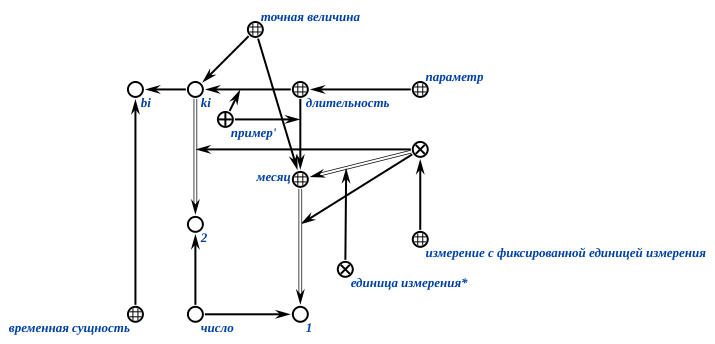 точная величина
параметр
bi
ki
длительность
пример'
месяц
2
измерение с фиксированной единицей измерения
единица измерения*
временная сущность
число
1